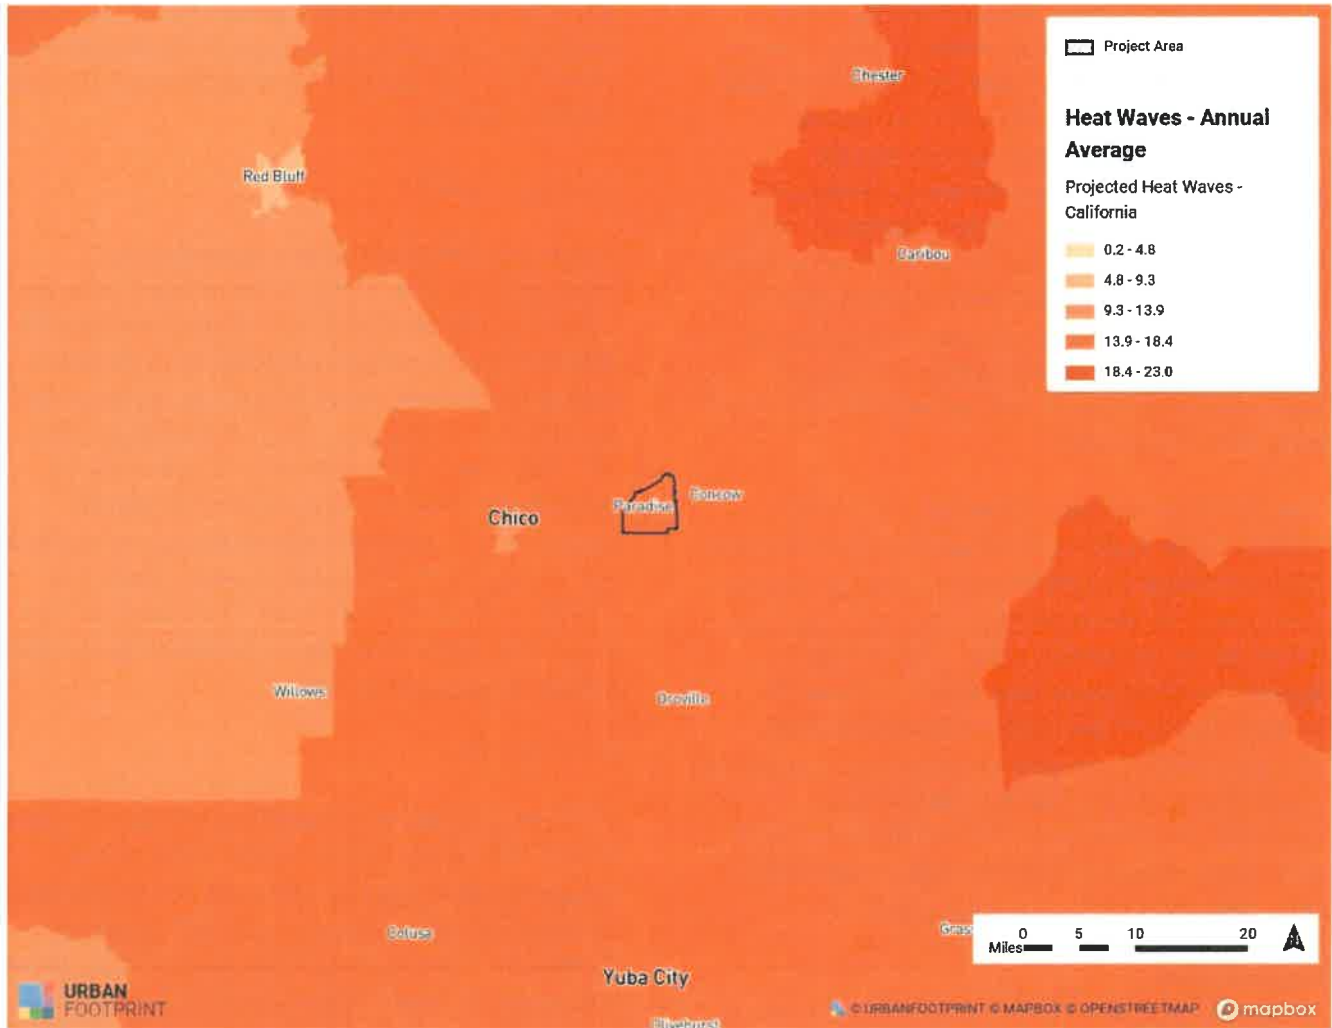 Project Area
Heat Waves - Annual
Average
Projected Heat Waves -
California
0.2 - 4.8
4.8 - 9.3
9.3 - 13.9
13.9 - 18.4
18.4 - 23.0
Chester
Red Bluff
Caribou
Paradise
Concow
Chico
Willows
Oroville
Colusa
Gras
Yuba City
Olivehurst
0 5 10 20
Miles
URBAN
FOOTPRINT
© URBANFOOTPRINT © MAPBOX © OPENSTREETMAP
mapbox